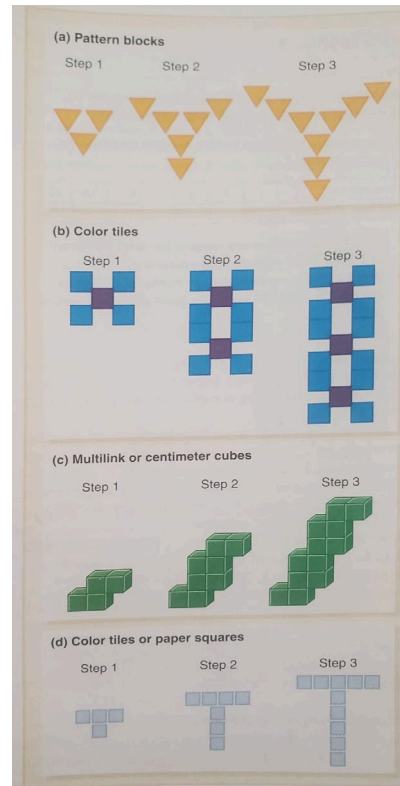 (a) Pattern blocks
Step 1 Step 2 Step 3
(b) Color tiles
Step 1 Step 2 Step 3
(c) Multilink or centimeter cubes
Step 1 Step 2 Step 3
(d) Color tiles or paper squares
Step 1 Step 2 Step 3